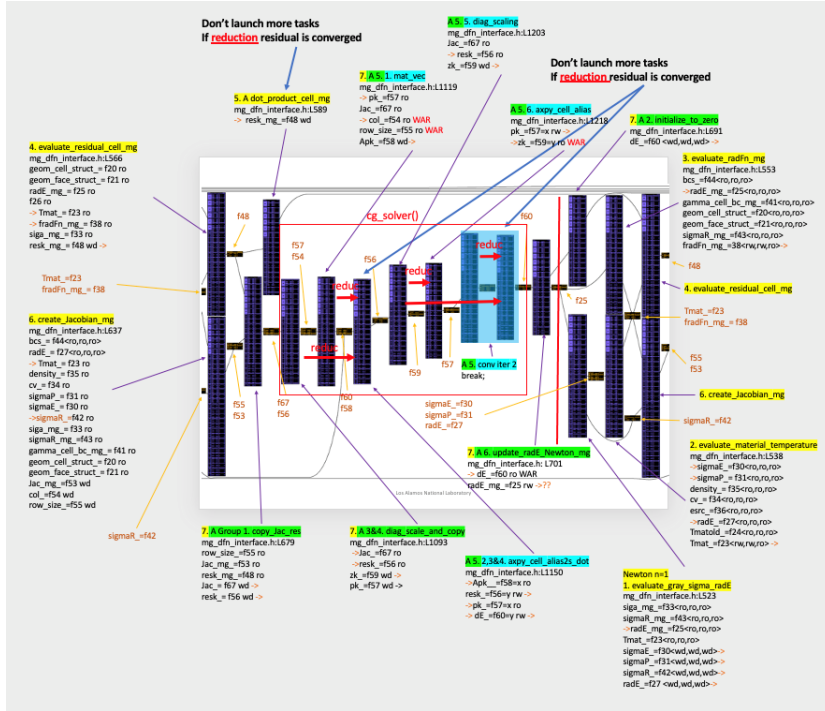 Don't launch more tasks
If reduction residual is converged
A 5. 5. diag_scaling
mg_dfn_interface.h:L1203
Jac_=f67 ro
-> resk_=f56 ro
zk_=f59 wd ->
Don't launch more tasks
If reduction residual is converged
5. A dot_product_cell_mg
mg_dfn_interface.h:L589
-> resk_mg_=f48 wd
7. A 5. 1. mat_vec
mg_dfn_interface.h:L1119
-> pk_=f57 ro
Jac_=f67 ro
-> col_=f54 ro WAR
row_size_=f55 ro WAR
Apk_=f58 wd->
A 5. 6. axpy_cell_alias
mg_dfn_interface.h:L1218
pk_=f57=x rw ->
->zk_=f59=y ro WAR
7. A 2. initialize_to_zero
mg_dfn_interface.h:L691
dE_=f60 <wd,wd,wd> ->
4. evaluate_residual_cell_mg
mg_dfn_interface.h:L566
geom_cell_struct_= f20 ro
geom_face_struct_= f21 ro
radE_mg_= f25 ro
f26 ro
-> Tmat_= f23 ro
-> fradFn_mg_= f38 ro
siga_mg_= f33 ro
resk_mg_= f48 wd ->
3. evaluate_radFn_mg
mg_dfn_interface.h:L553
bcs_=f44<ro,ro,ro>
->radE_mg_=f25<ro,ro,ro>
gamma_cell_bc_mg_=f41<ro,ro,ro>
geom_cell_struct_=f20<ro,ro,ro>
geom_face_struct_=f21<ro,ro,ro>
sigmaR_mg_=f43<ro,ro,ro>
fradFn_mg_=38<rw,rw,ro>->
cg_solver()
f48
f57
f54
f56
f60
reduc
reduc
reduc
reduc
f48
Tmat_=f23
fradFn_mg_= f38
f25
4. evaluate_residual_cell_mg
Tmat_=f23
fradFn_mg_= f38
6. create_Jacobian_mg
mg_dfn_interface.h:L637
bcs_= f44<ro,ro,ro>
radE_= f27<ro,ro,ro>
-> Tmat_= f23 ro
density_= f35 ro
cv_= f34 ro
sigmaP_= f31 ro
sigmaE_= f30 ro
->sigmaR_=f42 ro
siga_mg_= f33 ro
sigmaR_mg_=f43 ro
gamma_cell_bc_mg_= f41 ro
geom_cell_struct_= f20 ro
geom_face_struct_= f21 ro
Jac_mg_=f53 wd
col_=f54 wd
row_size_=f55 wd
f55
f53
f67
f56
f60
f58
f59
f57
A 5. conv iter 2
break;
f55
f53
6. create_Jacobian_mg
sigmaE_=f30
sigmaP_=f31
radE_=f27
sigmaR_=f42
2. evaluate_material_temperature
mg_dfn_interface.h:L538
->sigmaE_=f30<ro,ro,ro>
->sigmaP_= f31<ro,ro,ro>
density_= f35<ro,ro,ro>
cv_= f34<ro,ro,ro>
esrc_=f36<ro,ro,ro>
->radE_=f27<ro,ro,ro>
Tmatold_=f24<ro,ro,ro>
Tmat_=f23<rw,rw,ro>->
7. A 6. update_radE_Newton_mg
mg_dfn_interface.h: L701
-> dE_=f60 ro WAR
radE_mg_=f25 rw ->??
Los Alamos National Laboratory
sigmaR_=f42
7. A Group 1. copy_Jac_res
mg_dfn_interface.h:L679
row_size_=f55 ro
Jac_mg_=f53 ro
resk_mg_=f48 ro
Jac_= f67 wd ->
resk_= f56 wd ->
7. A 3&4. diag_scale_and_copy
mg_dfn_interface.h:L1093
->Jac_=f67 ro
->resk_=f56 ro
zk_=f59 wd ->
pk_=f57 wd ->
A 5. 2,3&4. axpy_cell_alias2s_dot
mg_dfn_interface.h:L1150
->Apk__=f58=x ro
resk_=f56=y rw ->
->pk_=f57=x ro
-> dE_=f60=y rw ->
Newton n=1
1. evaluate_gray_sigma_radE
mg_dfn_interface.h:L523
siga_mg_=f33<ro,ro,ro>
sigmaR_mg_=f43<ro,ro,ro>
->radE_mg_=f25<ro,ro,ro>
Tmat_=f23<ro,ro,ro>
sigmaE_=f30<wd,wd,wd>->
sigmaP_=f31<wd,wd,wd>->
sigmaR_=f42<wd,wd,wd>->
radE_=f27 <wd,wd,wd>->